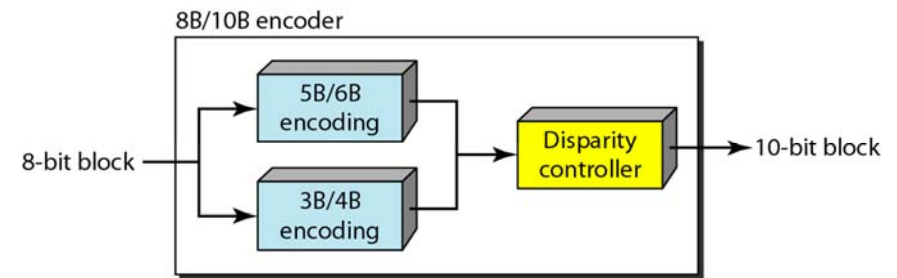 8B/10B encoder
5B/6B
encoding
8-bit block
3B/4B
encoding
Disparity
controller
10-bit block